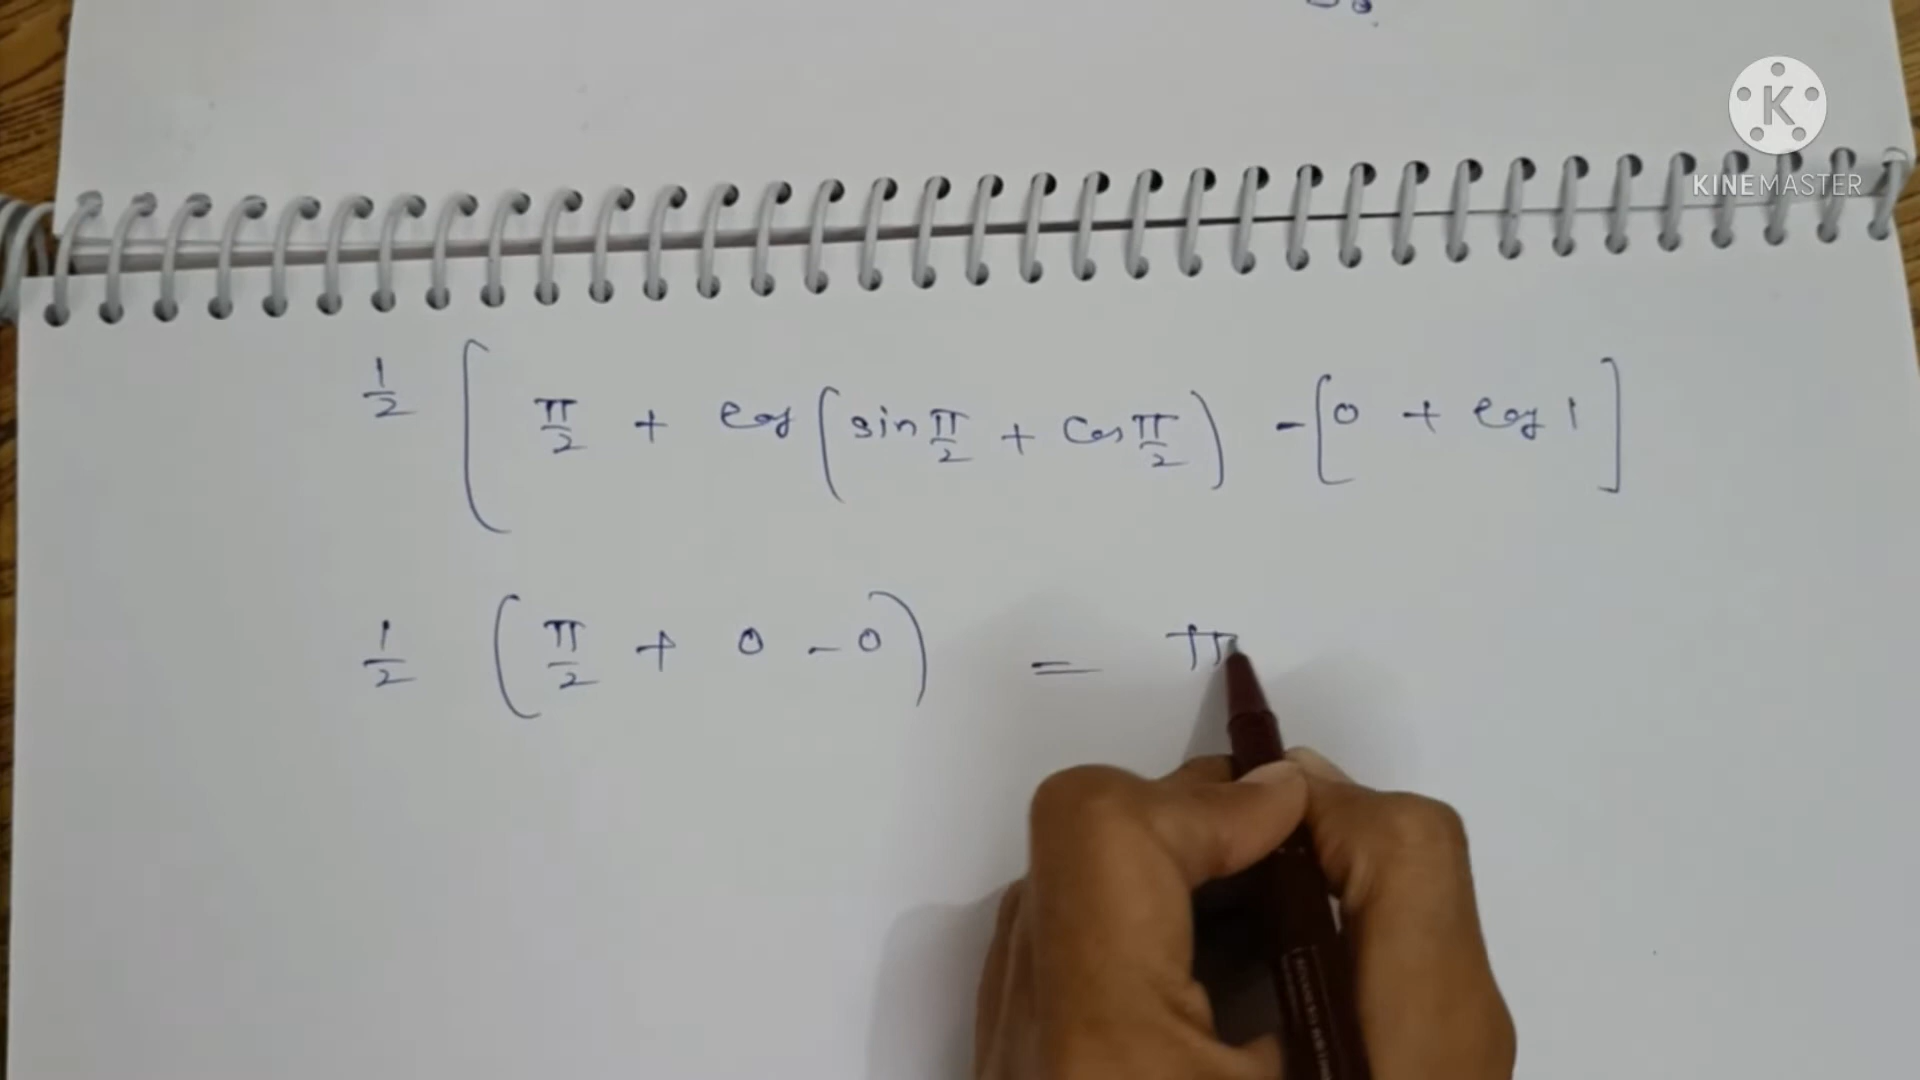 K
KINEMASTER
1/2 [ π/2 + log ( sin π/2 + cos π/2 ) - [ 0 + log 1 ]
1/2 ( π/2 + 0 - 0 ) = π